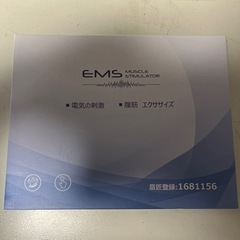 EMS MUSCLE STIMULATOR
■ 電気の刺激 ■ 腹筋 エクササイズ
意匠登録:1681156